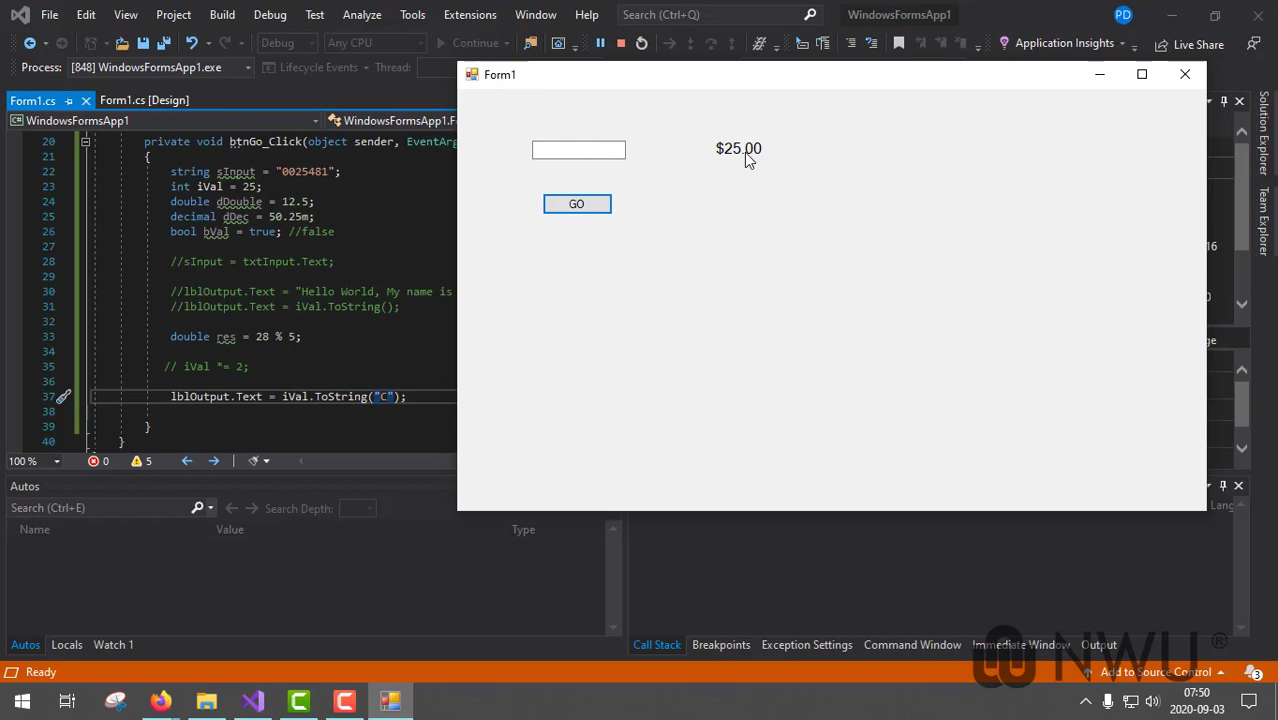 File Edit View Project Build Debug Test Analyze Tools Extensions Window Help Search (Ctrl+Q) WindowsFormsApp1 PD
Debug Any CPU Continue Application Insights Live Share
Process: [848] WindowsFormsApp1.exe Lifecycle Events Thread:
Form1
Form1.cs Form1.cs [Design]
WindowsFormsApp1 WindowsFormsApp1.F
20 private void btnGo_Click(object sender, EventArg
21 {
22 string sInput = "0025481";
23 int iVal = 25;
24 double dDouble = 12.5;
25 decimal dDec = 50.25m;
26 bool bVal = true; //false
27
28 //sInput = txtInput.Text;
29
30 //lblOutput.Text = "Hello World, My name is
31 //lblOutput.Text = iVal.ToString();
32
33 double res = 28 % 5;
34
35 // iVal *= 2;
36
37 lblOutput.Text = iVal.ToString("C");
38
39 }
40 }
$25.00
GO
Solution Explorer
Team Explorer
16
0
ge
100 % 0 5
Autos
Search (Ctrl+E) Search Depth:
Name Value Type
Lang
Autos Locals Watch 1
Call Stack Breakpoints Exception Settings Command Window Immediate Window Output
NWU ®
Ready Add to Source Control 3
07:50
2020-09-03